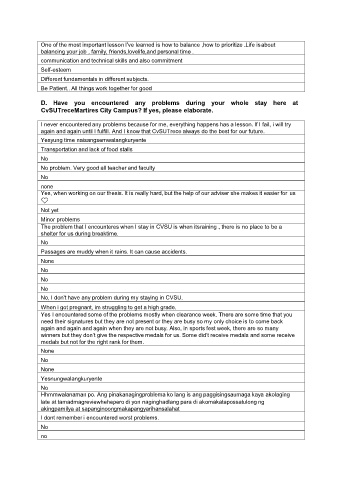 One of the most important lesson I've learned is how to balance ,how to prioritize .Life isabout
balancing your job . family, friends,lovelife,and personal time .
communication and technical skills and also commitment
Self-esteem
Different fundamentals in different subjects.
Be Patient.. All things work together for good
D. Have you encountered any problems during your whole stay here at
CvSUTreceMartires City Campus? If yes, please elaborate.
I never encountered any problems because for me, everything happens has a lesson. If I fail, i will try
again and again until I fulfill. And I know that CvSUTrece always do the best for our future.
Yesyung time nasangsamwalangkuryente
Transportation and lack of food stalls
No
No problem. Very good all teacher and faculty
No
none
Yes, when working on our thesis. It is really hard, but the help of our adviser she makes it easier for us
♡
Not yet
Minor problems
The problem that I encounteres when I stay in CVSU is when itsraining , there is no place to be a
shelter for us during breaktime.
No
Passages are muddy when it rains. It can cause accidents.
None
No
No
No
No, I don't have any problem during my staying in CVSU.
When i got pregnant, im struggling to get a high grade.
Yes I encountered some of the problems mostly when clearance week. There are some time that you
need their signatures but they are not present or they are busy so my only choice is to come back
again and again and again when they are not busy. Also, in sports fest week, there are so many
winners but they don't give the respective medals for us. Some did't receive medals and some receive
medals but not for the right rank for them.
None
No
None
Yesnungwalangkuryente
No
Hhmmwalanaman po. Ang pinakanagingproblema ko lang is ang paggisingsaumaga kaya akolaging
late at tamadmagreviewhehepero di yon naginghadlang para di akomakatapossatulong ng
akingpamilya at sapanginoongmakapangyarihansalahat
I dont remember i encountered worst problems.
No
no